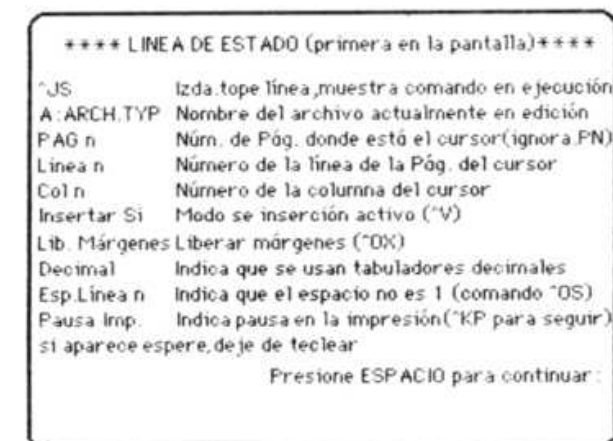 **** LINEA DE ESTADO (primera en la pantalla)****
^JS Izda.tope línea,muestra comando en ejecución
A:ARCH.TYP Nombre del archivo actualmente en edición
PAG n Núm. de Pág. donde está el cursor(ignora.PN)
Linea n Número de la línea de la Pág. del cursor
Col n Número de la columna del cursor
Insertar Si Modo se inserción activo (^V)
Lib. Márgenes Liberar márgenes (^OX)
Decimal Indica que se usan tabuladores decimales
Esp.Línea n Indica que el espacio no es 1 (comando ^OS)
Pausa Imp. Indica pausa en la impresión(^KP para seguir)
si aparece espere,deje de teclear
Presione ESPACIO para continuar: